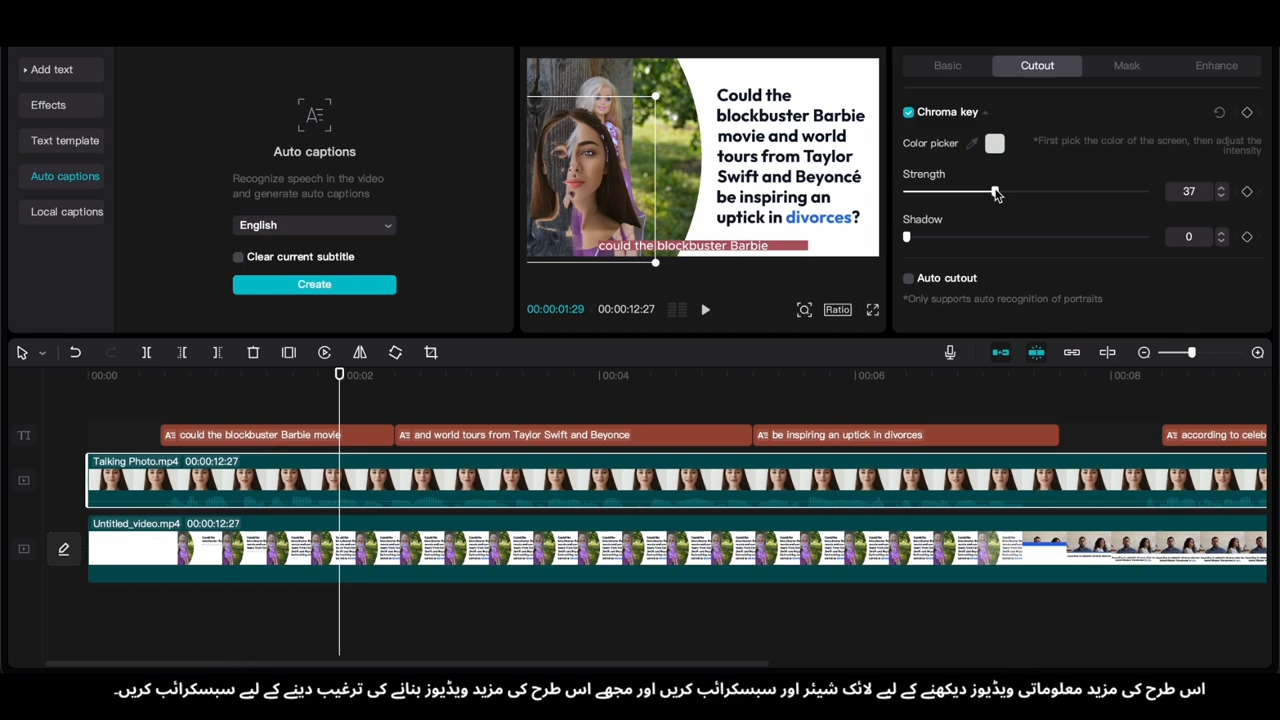 Add text
Effects
Text template
Auto captions
Local captions
Auto captions
Recognize speech in the video
and generate auto captions
English
Clear current subtitle
Create
Could the
blockbuster Barbie
movie and world
tours from Taylor
Swift and Beyoncé
be inspiring an
uptick in divorces?
could the blockbuster Barbie
00:00:01:29 00:00:12:27
Ratio
Basic Cutout Mask Enhance
Chroma key
Color picker
*First pick the color of the screen, then adjust the
intensity
Strength
37
Shadow
0
Auto cutout
*Only supports auto recognition of portraits
00:00 00:02 00:04 00:06 00:08
could the blockbuster Barbie movie
and world tours from Taylor Swift and Beyonce
be inspiring an uptick in divorces
according to celeb
Talking Photo.mp4 00:00:12:27
Untitled_video.mp4 00:00:12:27
اس طرح کی مزید معلوماتی ویڈیوز دیکھنے کے لیے لائک شیئر اور سبسکرائب کریں اور مجھے اس طرح کی مزید ویڈیوز بنانے کی ترغیب دینے کے لیے سبسکرائب کریں۔